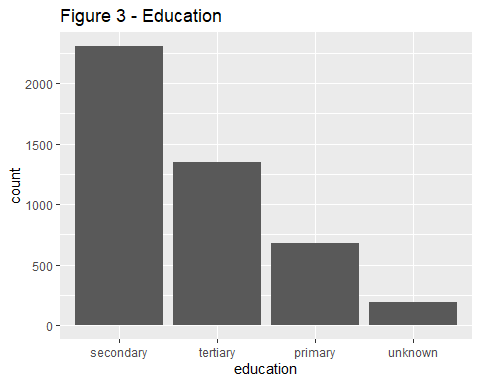 Figure 3 - Education
count
2000
1500
1000
500
0
secondary tertiary primary unknown
education